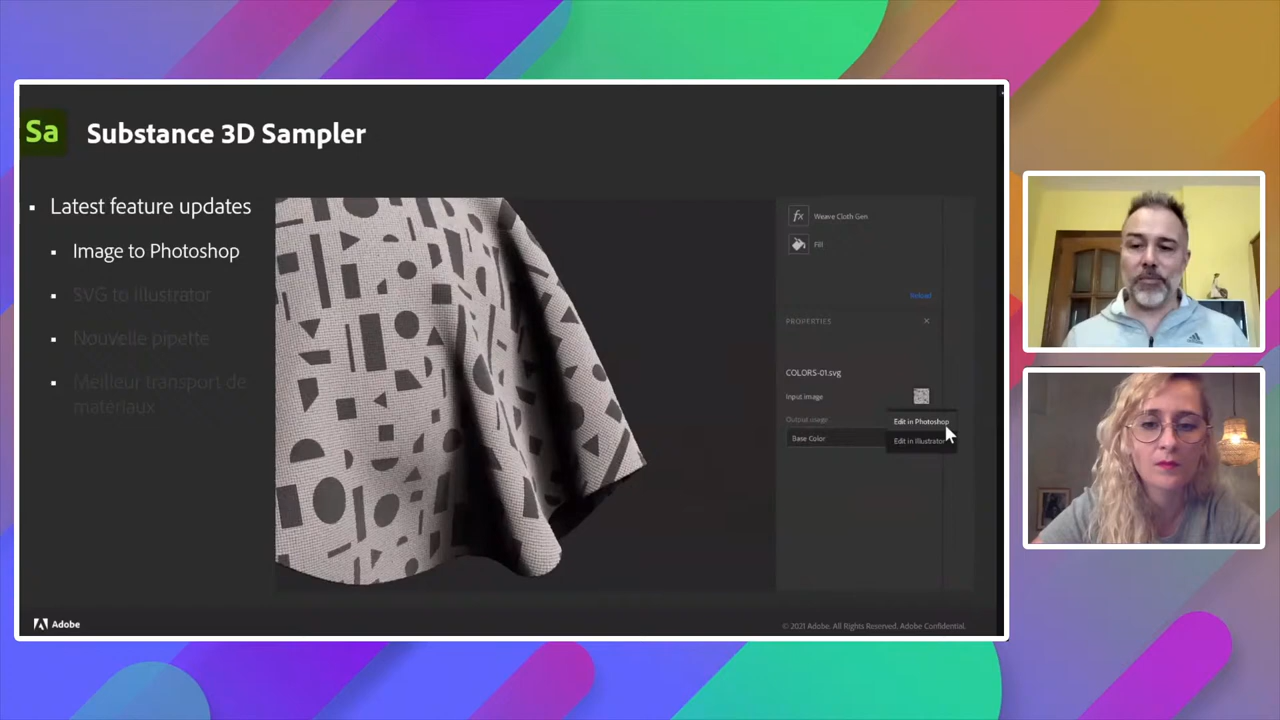 Sa
Substance 3D Sampler
Latest feature updates
Image to Photoshop
SVG to Illustrator
Nouvelle pipette
Meilleur transport de
matériaux
fx
Weave Cloth Gen
Fill
Reload
PROPERTIES
COLORS-01.svg
Input image
Output usage
Edit in Photoshop
Base Color
Edit in Illustrator
Adobe
© 2021 Adobe. All Rights Reserved. Adobe Confidential.